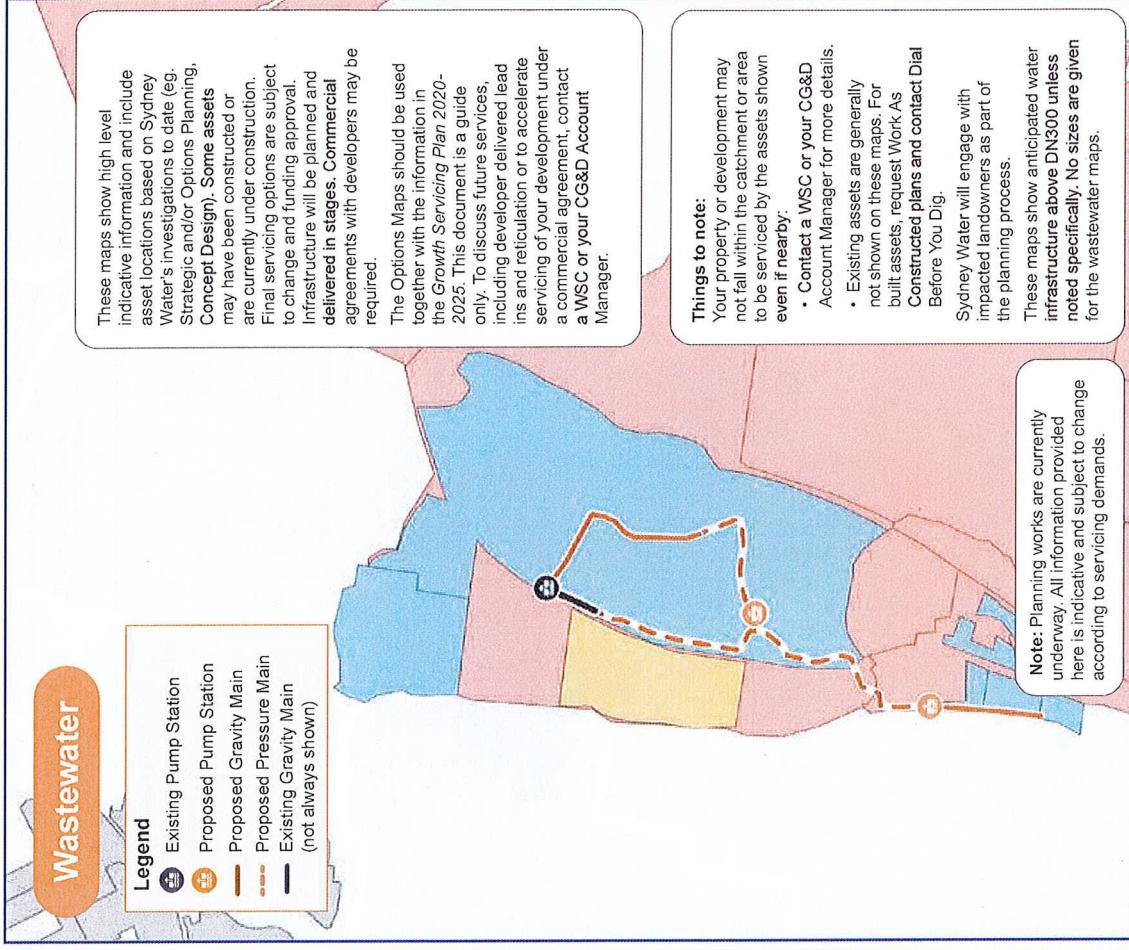 Wastewater
Legend
Existing Pump Station
Proposed Pump Station
Proposed Gravity Main
Proposed Pressure Main
Existing Gravity Main
(not always shown)
These maps show high level
indicative information and include
asset locations based on Sydney
Water's investigations to date (eg.
Strategic and/or Options Planning,
Concept Design). Some assets
may have been constructed or
are currently under construction.
Final servicing options are subject
to change and funding approval.
Infrastructure will be planned and
delivered in stages. Commercial
agreements with developers may be
required.
The Options Maps should be used
together with the information in
the Growth Servicing Plan 2020-
2025. This document is a guide
only. To discuss future services,
including developer delivered lead
ins and reticulation or to accelerate
servicing of your development under
a commercial agreement, contact
a WSC or your CG&D Account
Manager.
Things to note:
Your property or development may
not fall within the catchment or area
to be serviced by the assets shown
even if nearby:
• Contact a WSC or your CG&D
Account Manager for more details.
• Existing assets are generally
not shown on these maps. For
built assets, request Work As
Constructed plans and contact Dial
Before You Dig.
Sydney Water will engage with
impacted landowners as part of
the planning process.
These maps show anticipated water
infrastructure above DN300 unless
noted specifically. No sizes are given
for the wastewater maps.
Note: Planning works are currently
underway. All information provided
here is indicative and subject to change
according to servicing demands.